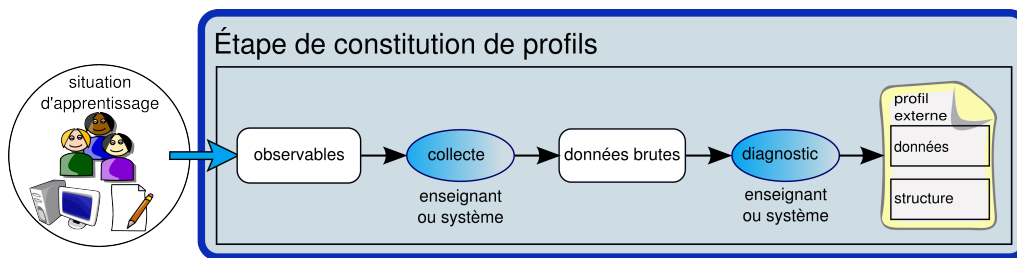 Étape de constitution de profils
situation
d'apprentissage
observables
collecte
enseignant
ou système
données brutes
diagnostic
enseignant
ou système
profil
externe
données
structure